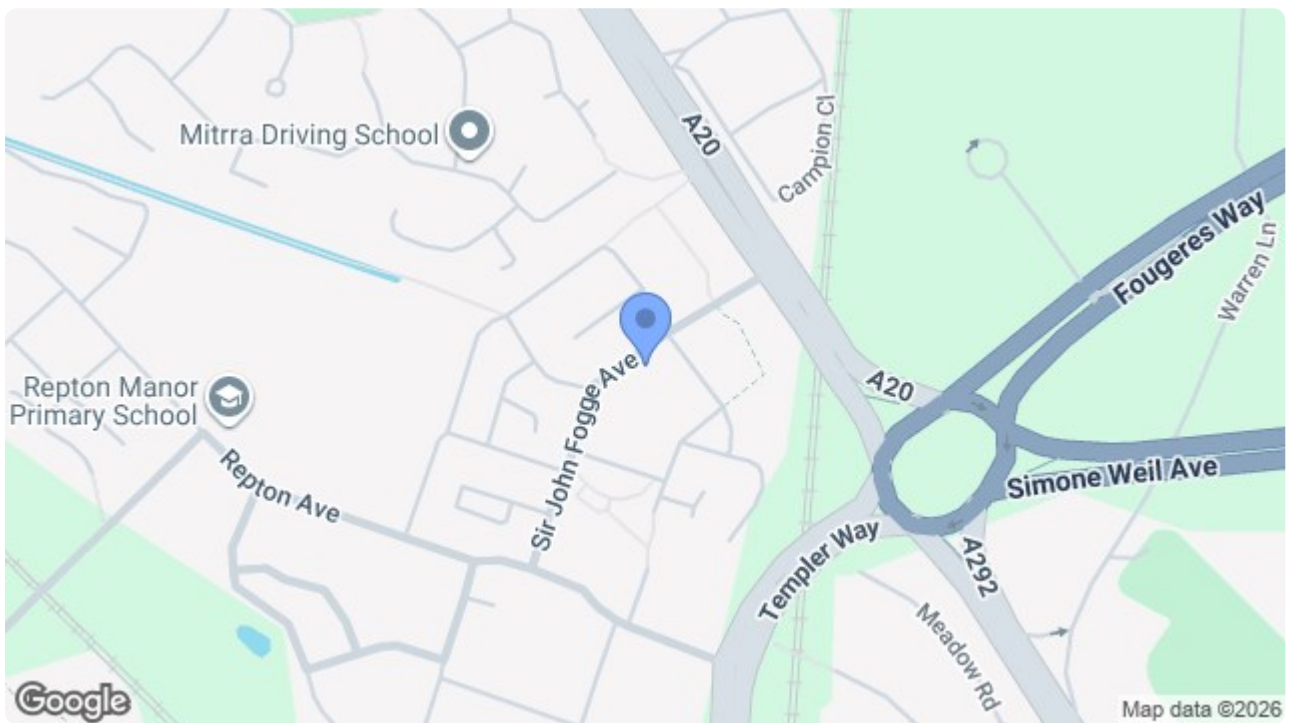 A20
Mitrra Driving School
Campion Cl
Fougeres Way
Warren Ln
Repton Manor
Primary School
Sir John Fogge Ave
A20
Repton Ave
Simone Weil Ave
Templer Way
A292
Meadow Rd
Google
Map data ©2026